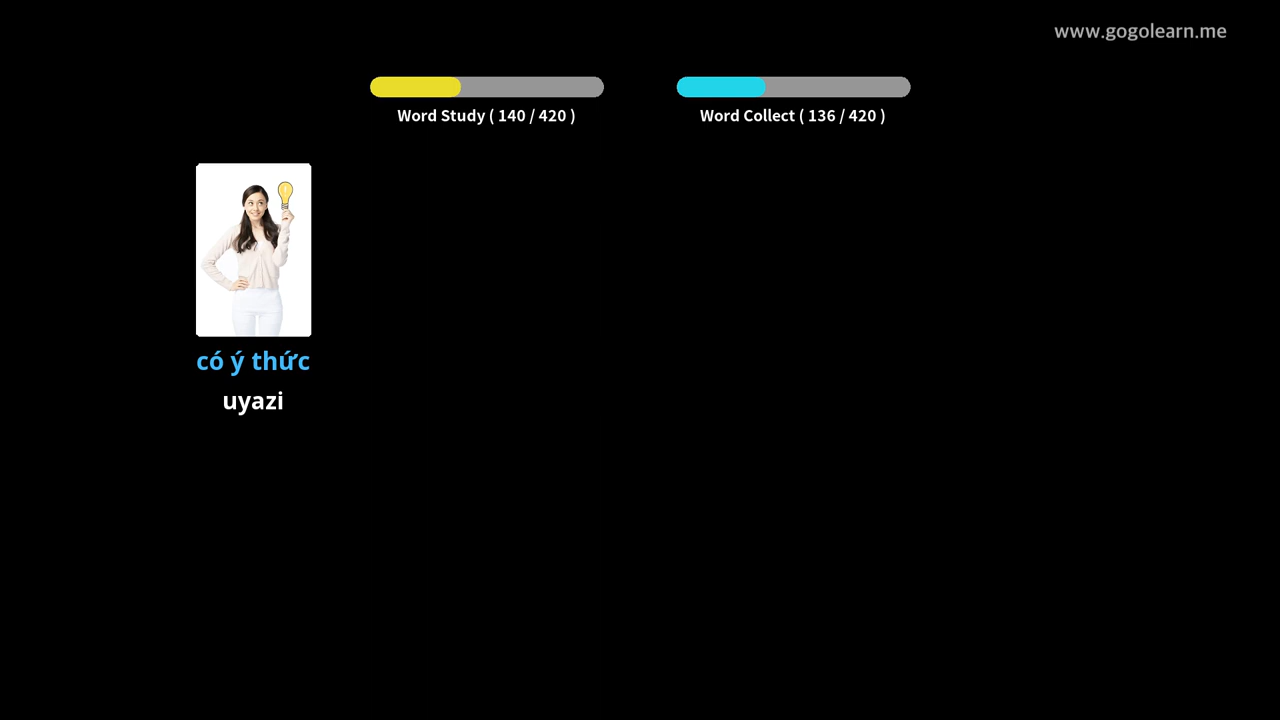 www.gogolearn.me
Word Study ( 140 / 420 )
Word Collect ( 136 / 420 )
có ý thức
uyazi